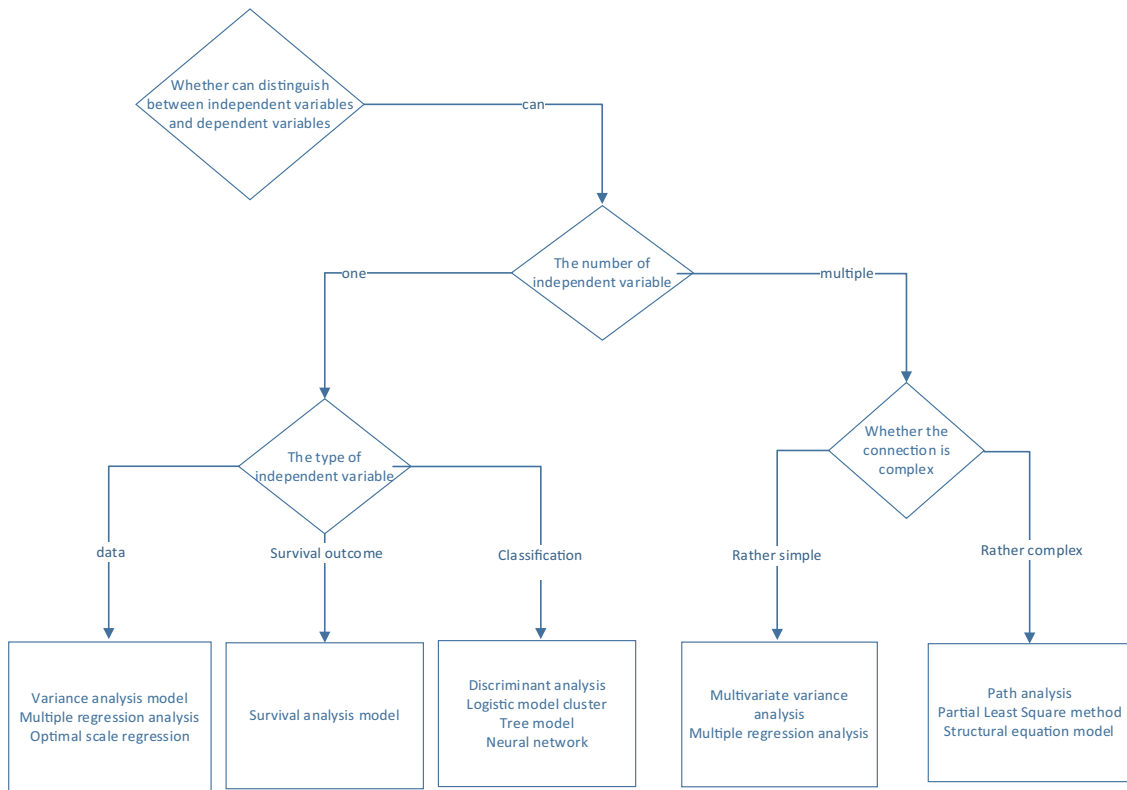 Whether can distinguish
between independent variables
and dependent variables
can
The number of
independent variable
one
multiple
The type of
independent variable
Whether the
connection is
complex
data
Survival outcome
Classification
Rather simple
Rather complex
Variance analysis model
Multiple regression analysis
Optimal scale regression
Survival analysis model
Discriminant analysis
Logistic model cluster
Tree model
Neural network
Multivariate variance
analysis
Multiple regression analysis
Path analysis
Partial Least Square method
Structural equation model